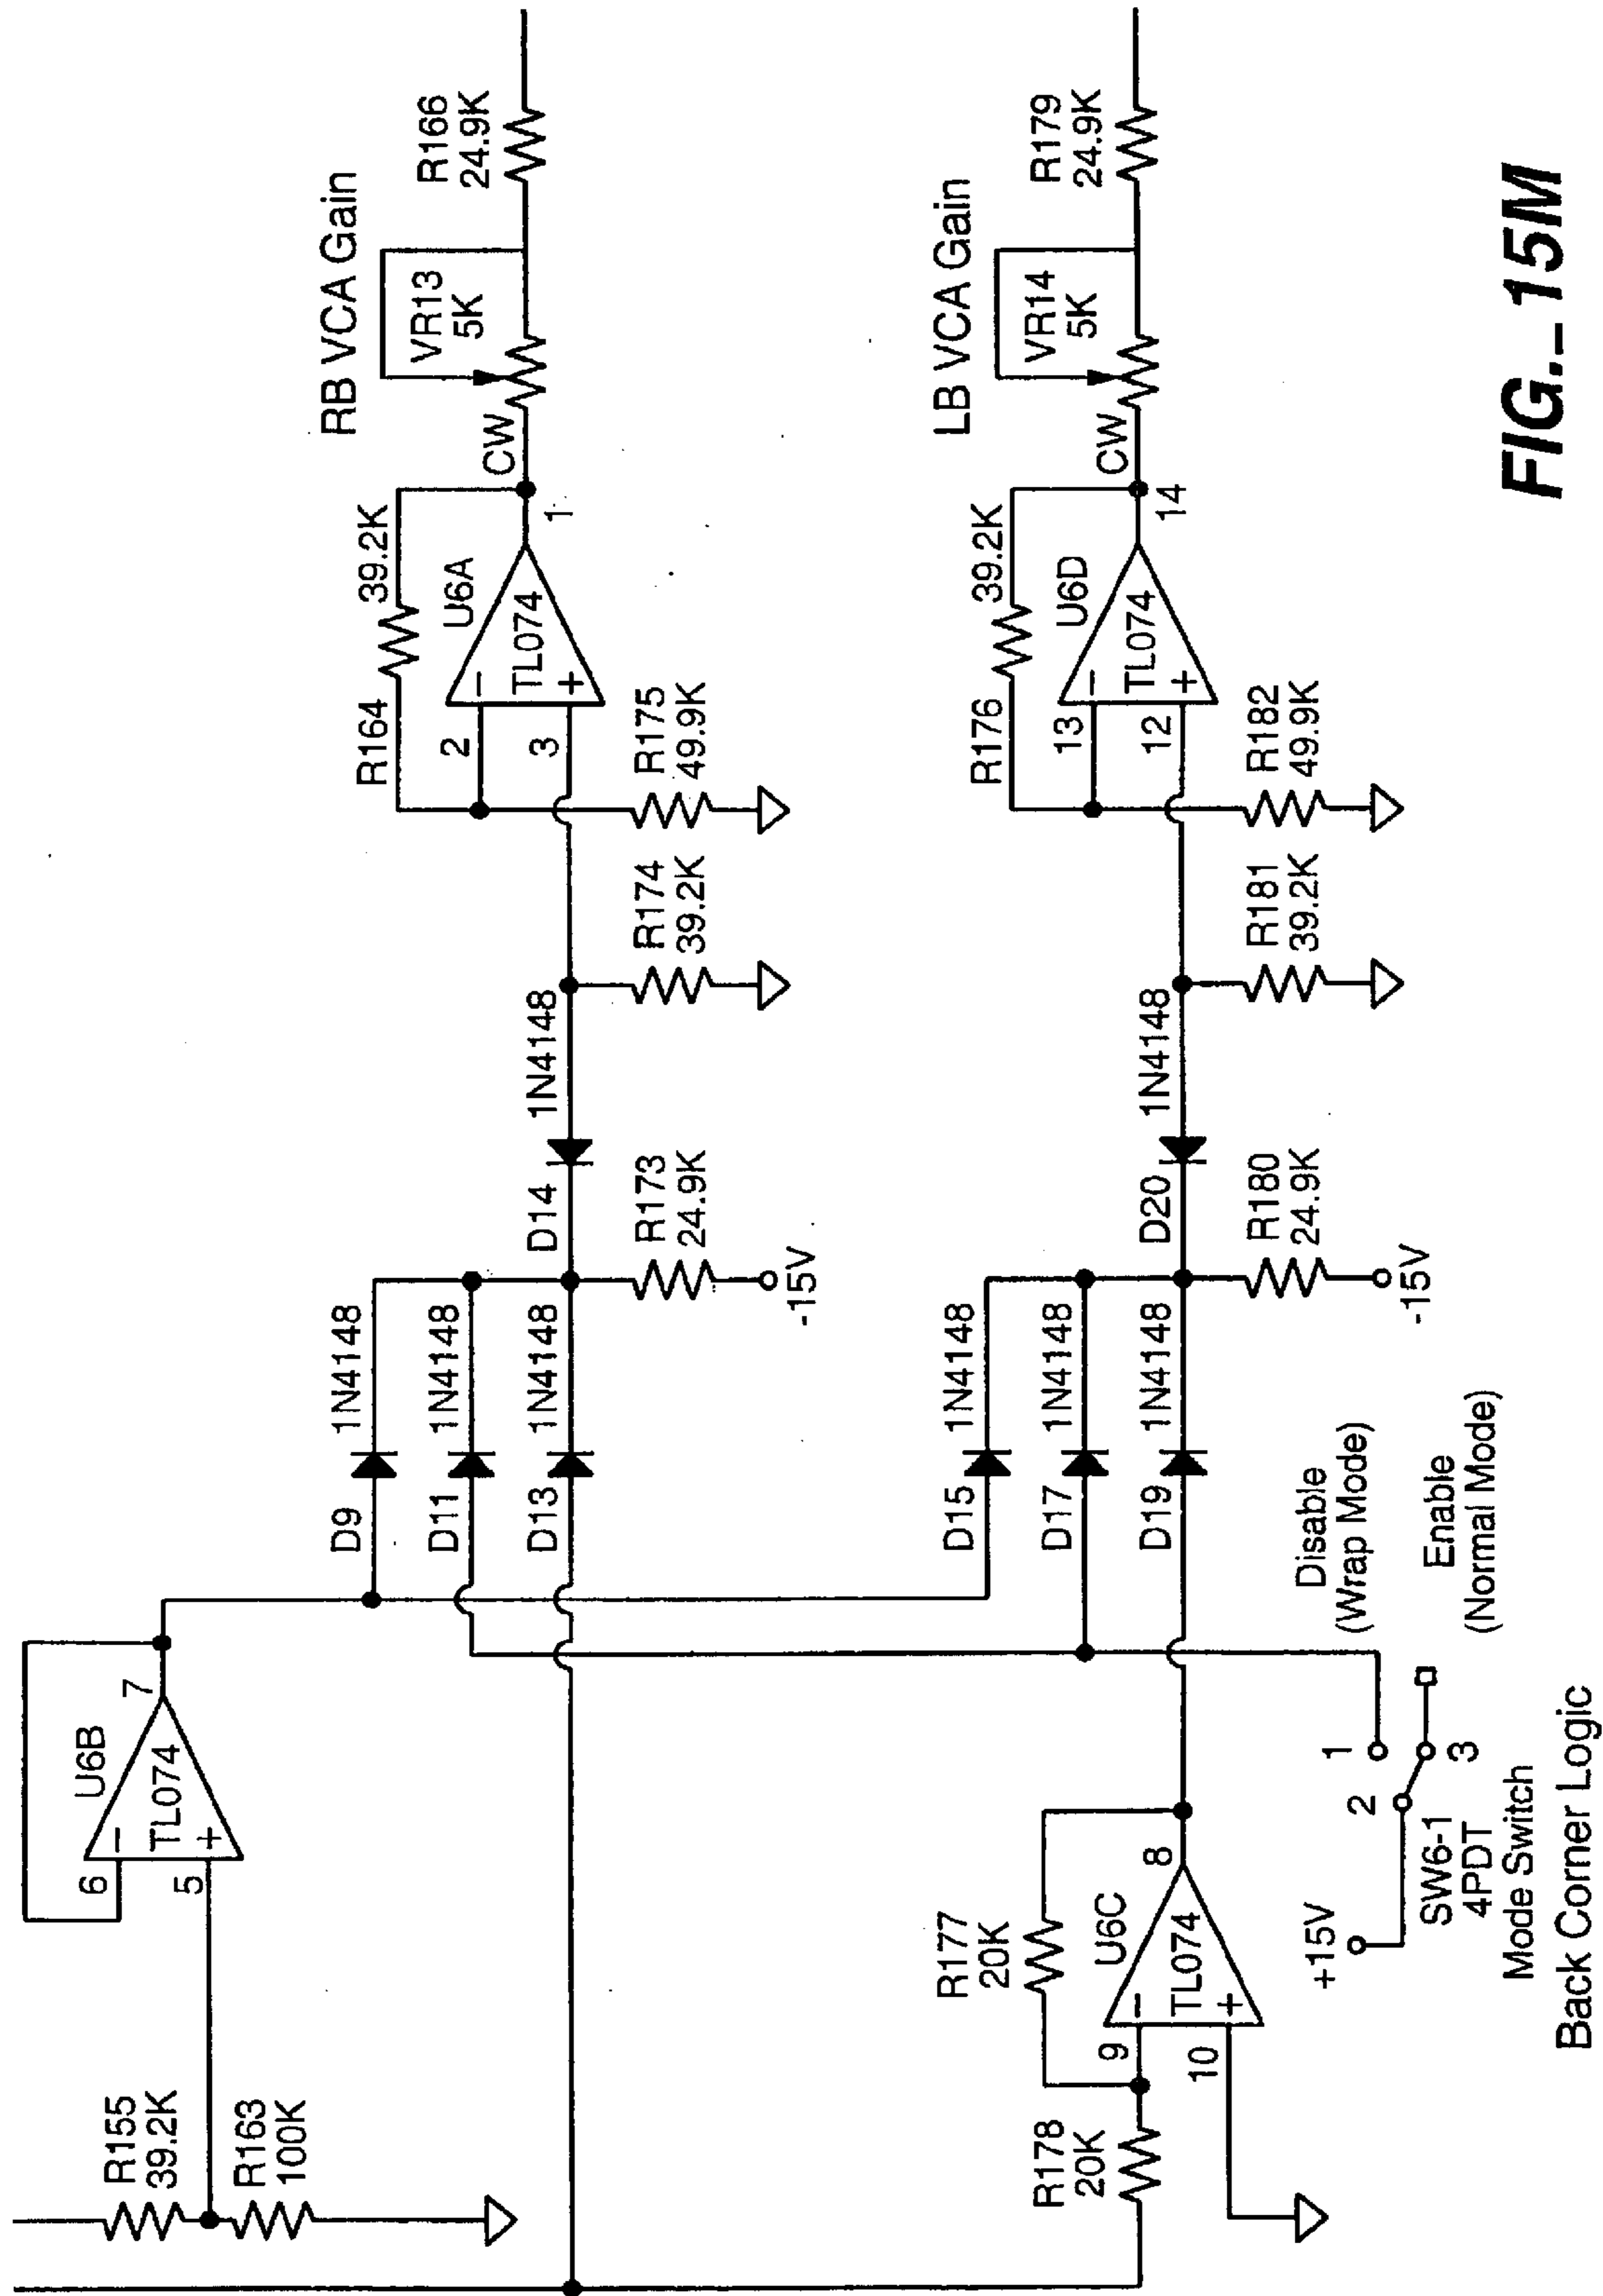 RB VCA Gain
R166
24.9K
VR13
5K
CW
R164
39.2K
U6A
TL074
−
+
1
2
3
R175
49.9K
R174
39.2K
1N4148
D14
R173
24.9K
-15V
D9
1N4148
D11
1N4148
D13
1N4148
U6B
TL074
−
+
7
6
5
R155
39.2K
R163
100K
LB VCA Gain
R179
24.9K
VR14
5K
CW
R176
39.2K
U6D
TL074
−
+
14
13
12
R182
49.9K
R181
39.2K
1N4148
D20
R180
24.9K
-15V
D15
1N4148
D17
1N4148
D19
1N4148
R177
20K
U6C
TL074
−
+
8
9
10
R178
20K
Disable
(Wrap Mode)
Enable
(Normal Mode)
1
2
3
+15V
SW6-1
4PDT
Mode Switch
Back Corner Logic
FIG._15M